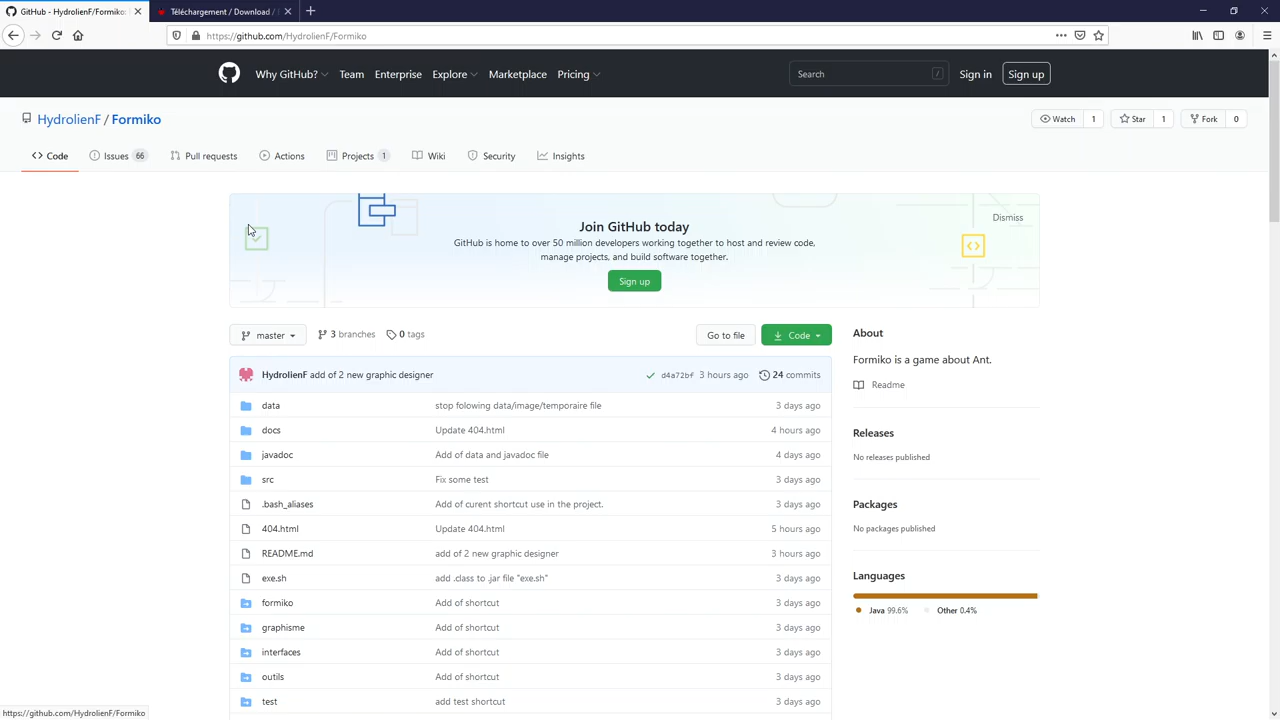 GitHub - HydrolienF/Formiko:
Téléchargement / Download /
https://github.com/HydrolienF/Formiko
Why GitHub? Team Enterprise Explore Marketplace Pricing Search / Sign in Sign up
HydrolienF / Formiko Watch 1 Star 1 Fork 0
Code Issues 66 Pull requests Actions Projects 1 Wiki Security Insights
Dismiss
Join GitHub today
GitHub is home to over 50 million developers working together to host and review code,
manage projects, and build software together.
Sign up
master 3 branches 0 tags Go to file Code
HydrolienF add of 2 new graphic designer d4a72bf 3 hours ago 24 commits
data stop folowing data/image/temporaire file 3 days ago
docs Update 404.html 4 hours ago
javadoc Add of data and javadoc file 4 days ago
src Fix some test 3 days ago
.bash_aliases Add of curent shortcut use in the project. 3 days ago
404.html Update 404.html 5 hours ago
README.md add of 2 new graphic designer 3 hours ago
exe.sh add .class to .jar file "exe.sh" 3 days ago
formiko Add of shortcut 3 days ago
graphisme Add of shortcut 3 days ago
interfaces Add of shortcut 3 days ago
outils Add of shortcut 3 days ago
test add test shortcut 3 days ago
About
Formiko is a game about Ant.
Readme
Releases
No releases published
Packages
No packages published
Languages
Java 99.6% Other 0.4%
https://github.com/HydrolienF/Formiko